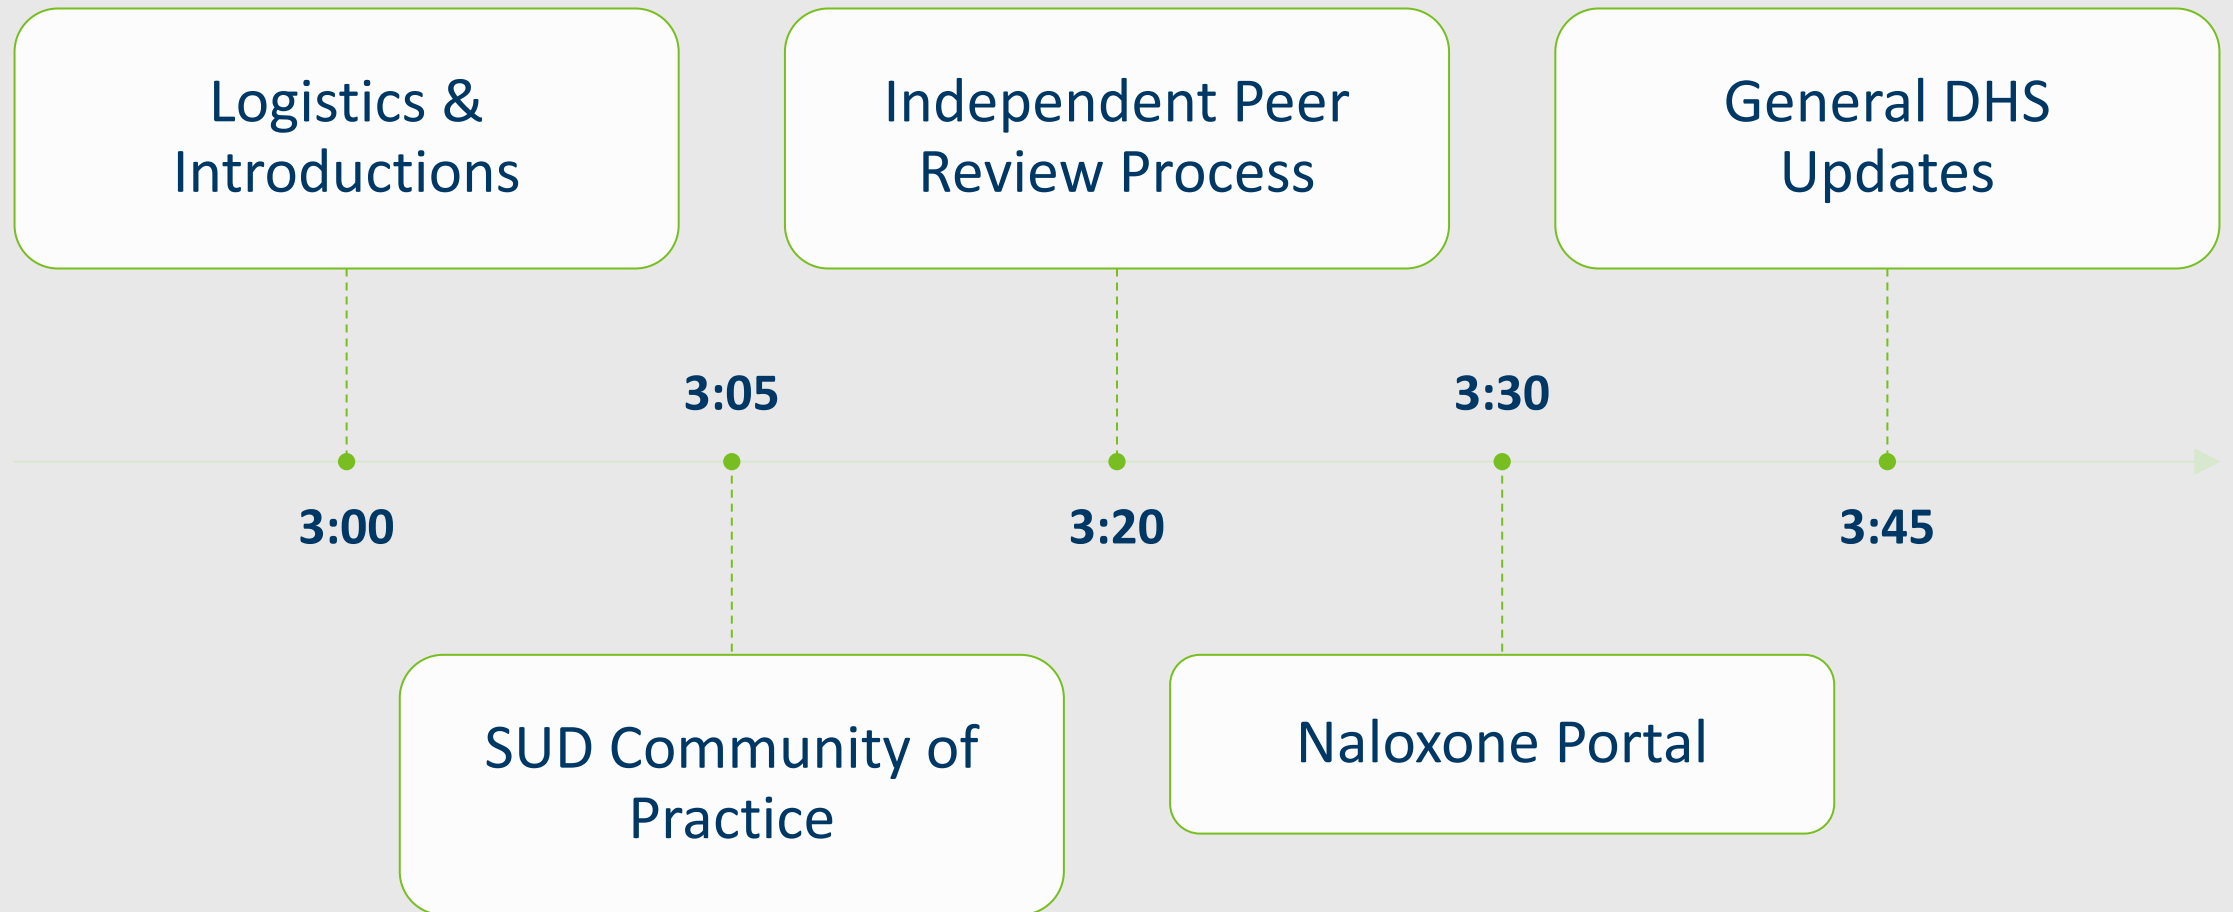 Logistics &
Introductions
Independent Peer
Review Process
General DHS
Updates
3:05
3:30
3:00
3:20
3:45
SUD Community of
Practice
Naloxone Portal